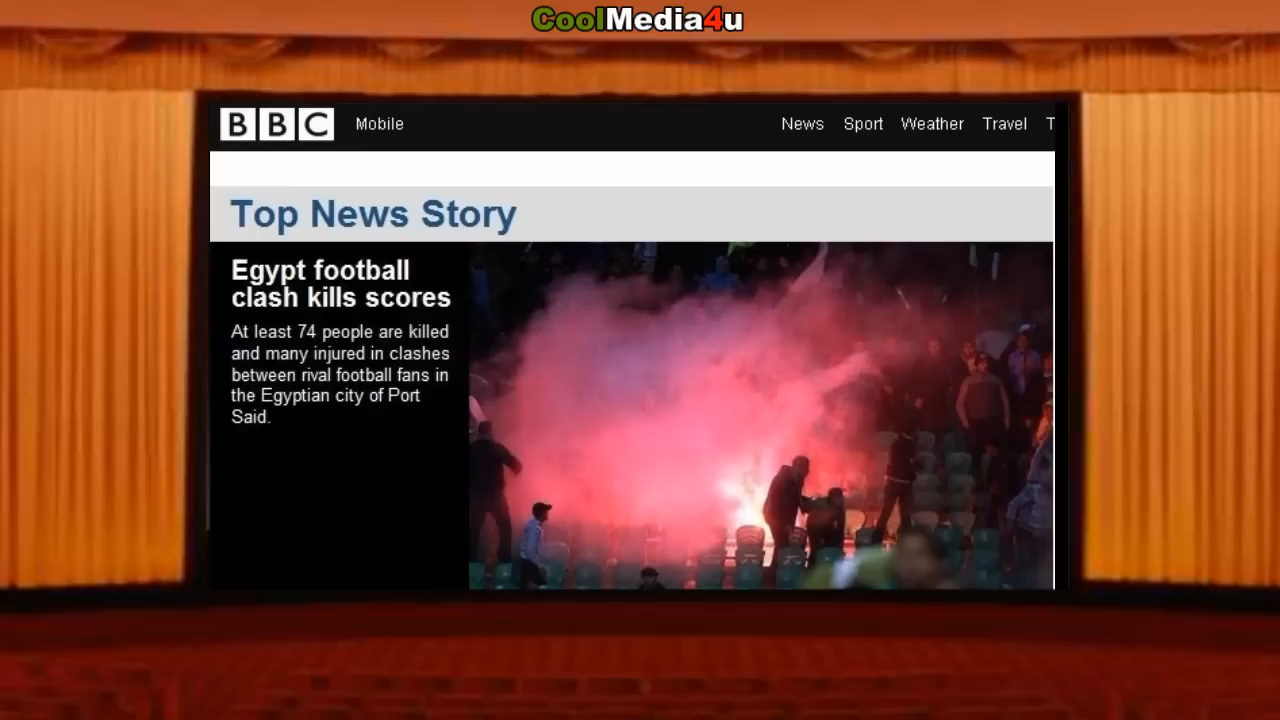 CoolMedia4u
BBC Mobile News Sport Weather Travel T
Top News Story
Egypt football
clash kills scores
At least 74 people are killed
and many injured in clashes
between rival football fans in
the Egyptian city of Port
Said.